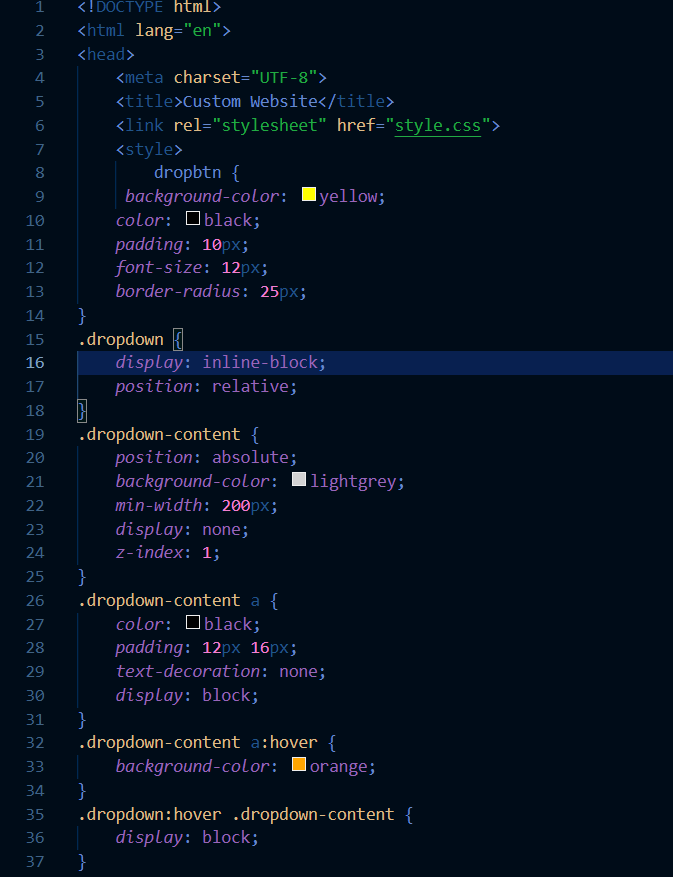 1 <!DOCTYPE html>
2 <html lang="en">
3 <head>
4     <meta charset="UTF-8">
5     <title>Custom Website</title>
6     <link rel="stylesheet" href="style.css">
7     <style>
8         dropbtn {
9      background-color: yellow;
10     color: black;
11     padding: 10px;
12     font-size: 12px;
13     border-radius: 25px;
14 }
15 .dropdown {
16     display: inline-block;
17     position: relative;
18 }
19 .dropdown-content {
20     position: absolute;
21     background-color: lightgrey;
22     min-width: 200px;
23     display: none;
24     z-index: 1;
25 }
26 .dropdown-content a {
27     color: black;
28     padding: 12px 16px;
29     text-decoration: none;
30     display: block;
31 }
32 .dropdown-content a:hover {
33     background-color: orange;
34 }
35 .dropdown:hover .dropdown-content {
36     display: block;
37 }